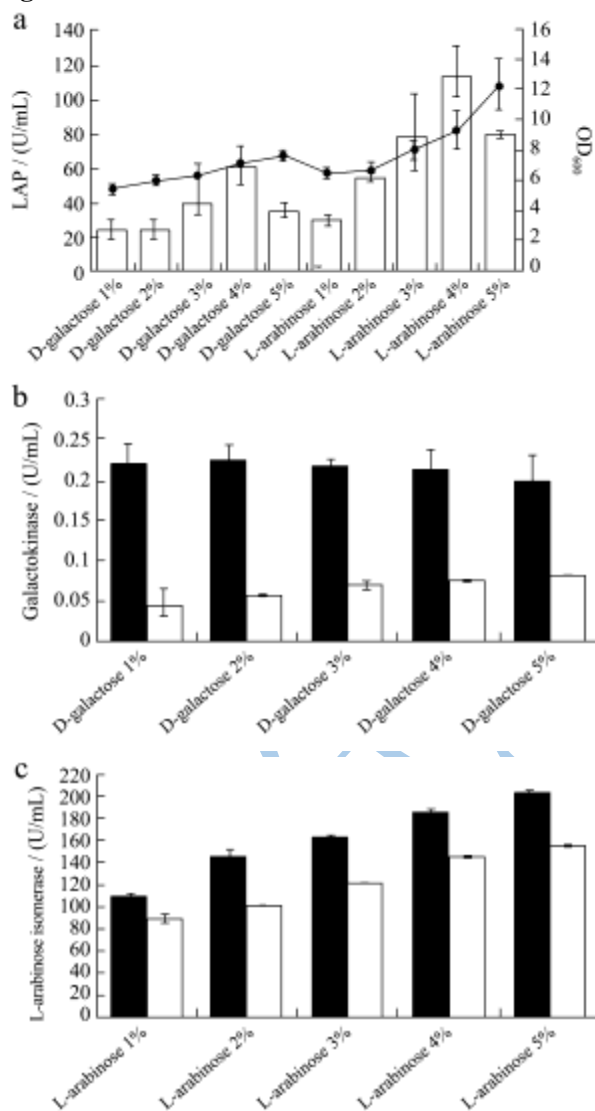 a
LAP / (U/mL)
140
120
100
80
60
40
20
0
16
14
12
10
8
6
4
2
0
OD600
D-galactose 1%
D-galactose 2%
D-galactose 3%
D-galactose 4%
D-galactose 5%
L-arabinose 1%
L-arabinose 2%
L-arabinose 3%
L-arabinose 4%
L-arabinose 5%
b
Galactokinase / (U/mL)
0.3
0.25
0.2
0.15
0.1
0.05
0
D-galactose 1%
D-galactose 2%
D-galactose 3%
D-galactose 4%
D-galactose 5%
c
L-arabinose isomerase / (U/mL)
220
200
180
160
140
120
100
80
60
40
20
0
L-arabinose 1%
L-arabinose 2%
L-arabinose 3%
L-arabinose 4%
L-arabinose 5%